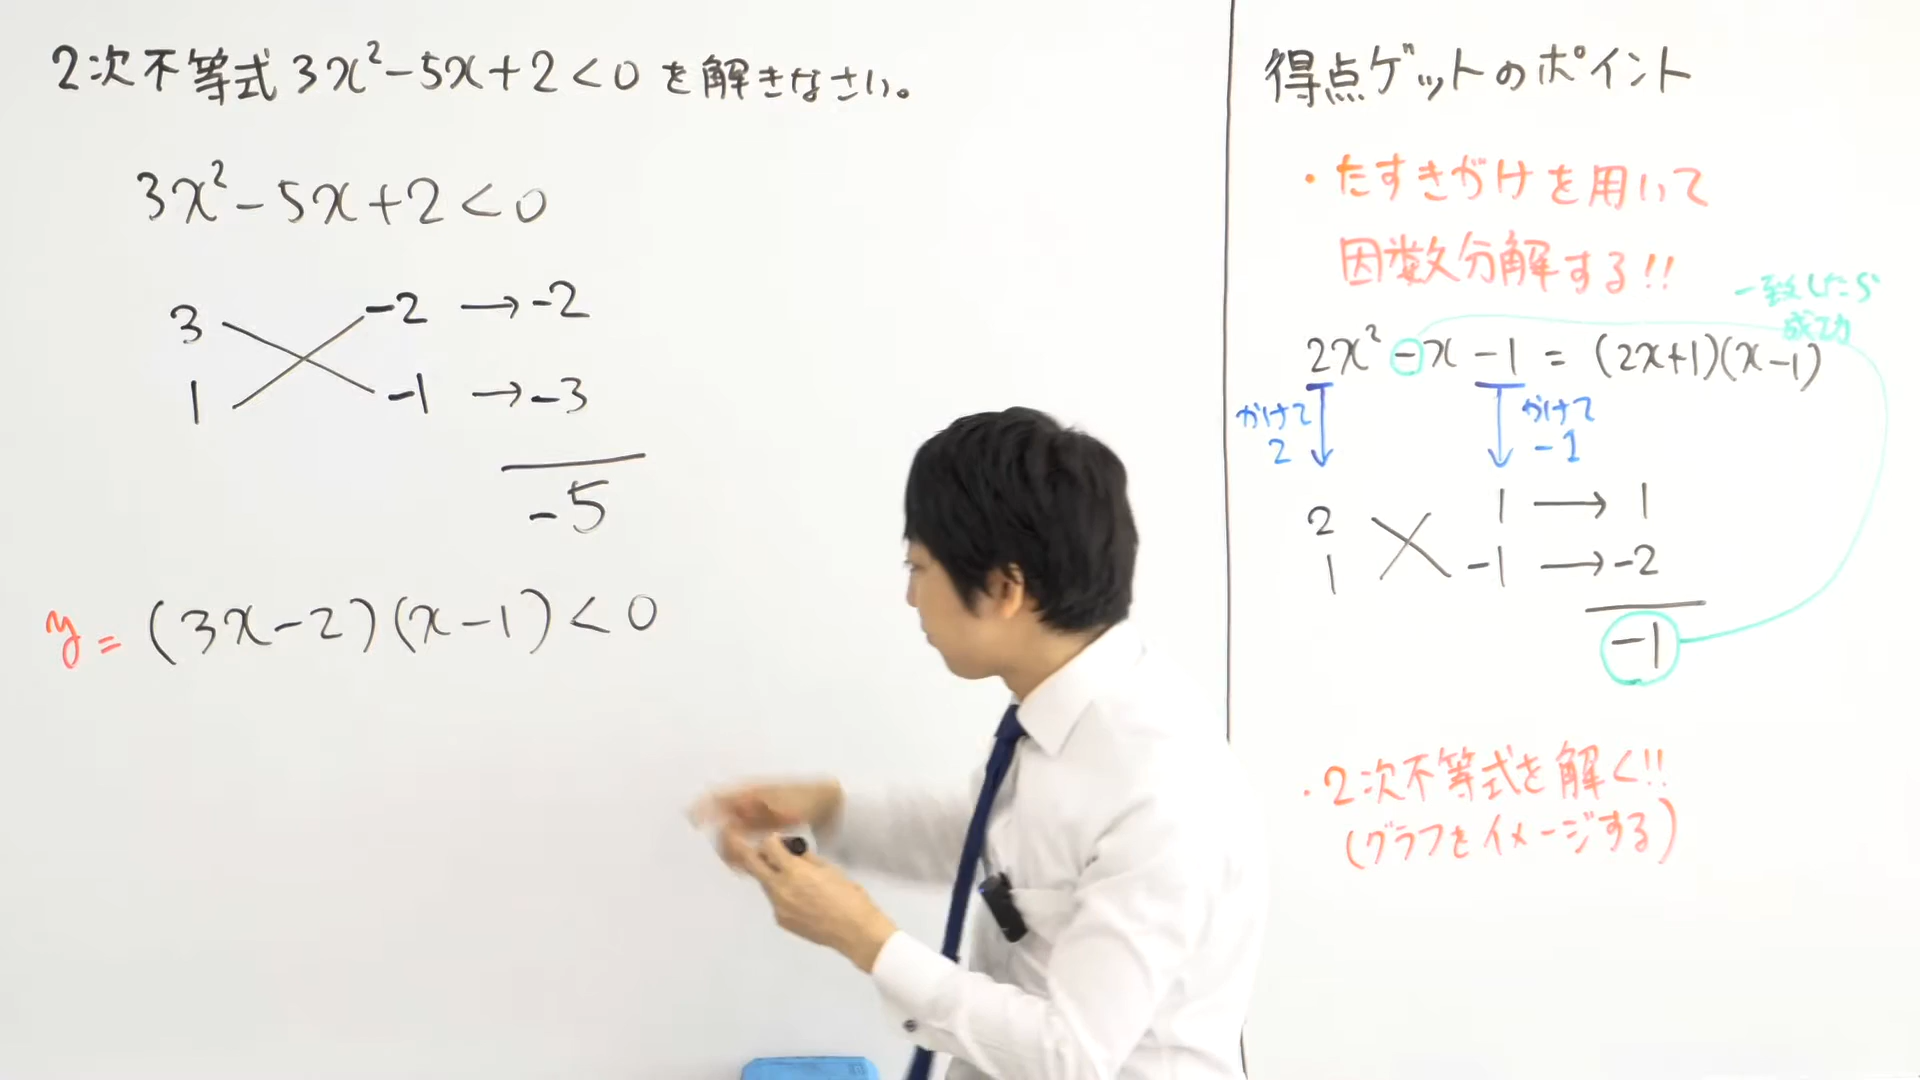 2次不等式 3x²-5x+2<0 を解きなさい。
3x²-5x+2<0
3 -2 → -2
1 -1 → -3
-5
y= (3x-2)(x-1)<0
得点ゲットのポイント
・たすきがけを用いて
因数分解する!!
一致したら
成功
2x²-x-1 = (2x+1)(x-1)
かけて
2
かけて
-1
2 1 → 1
1 -1 → -2
-1
・2次不等式を解く!!
(グラフをイメージする)